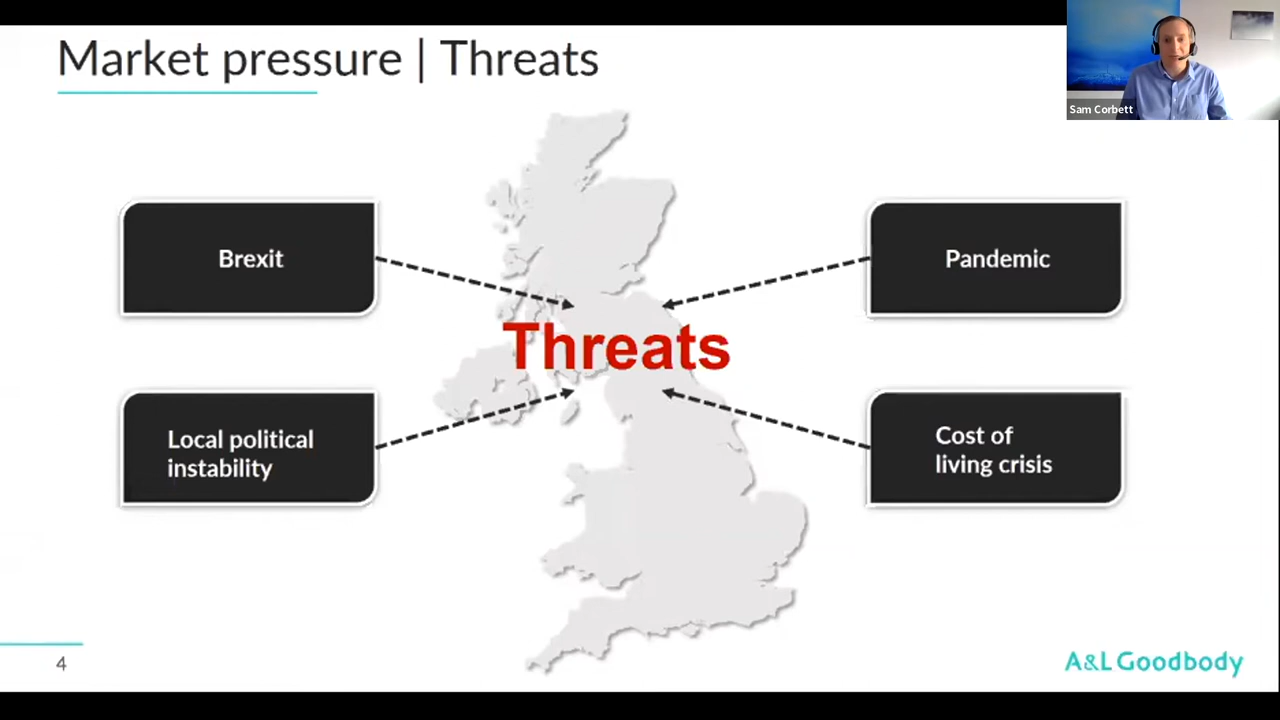 Market pressure | Threats
Sam Corbett
Brexit
Pandemic
Threats
Local political
instability
Cost of
living crisis
4
A&L Goodbody